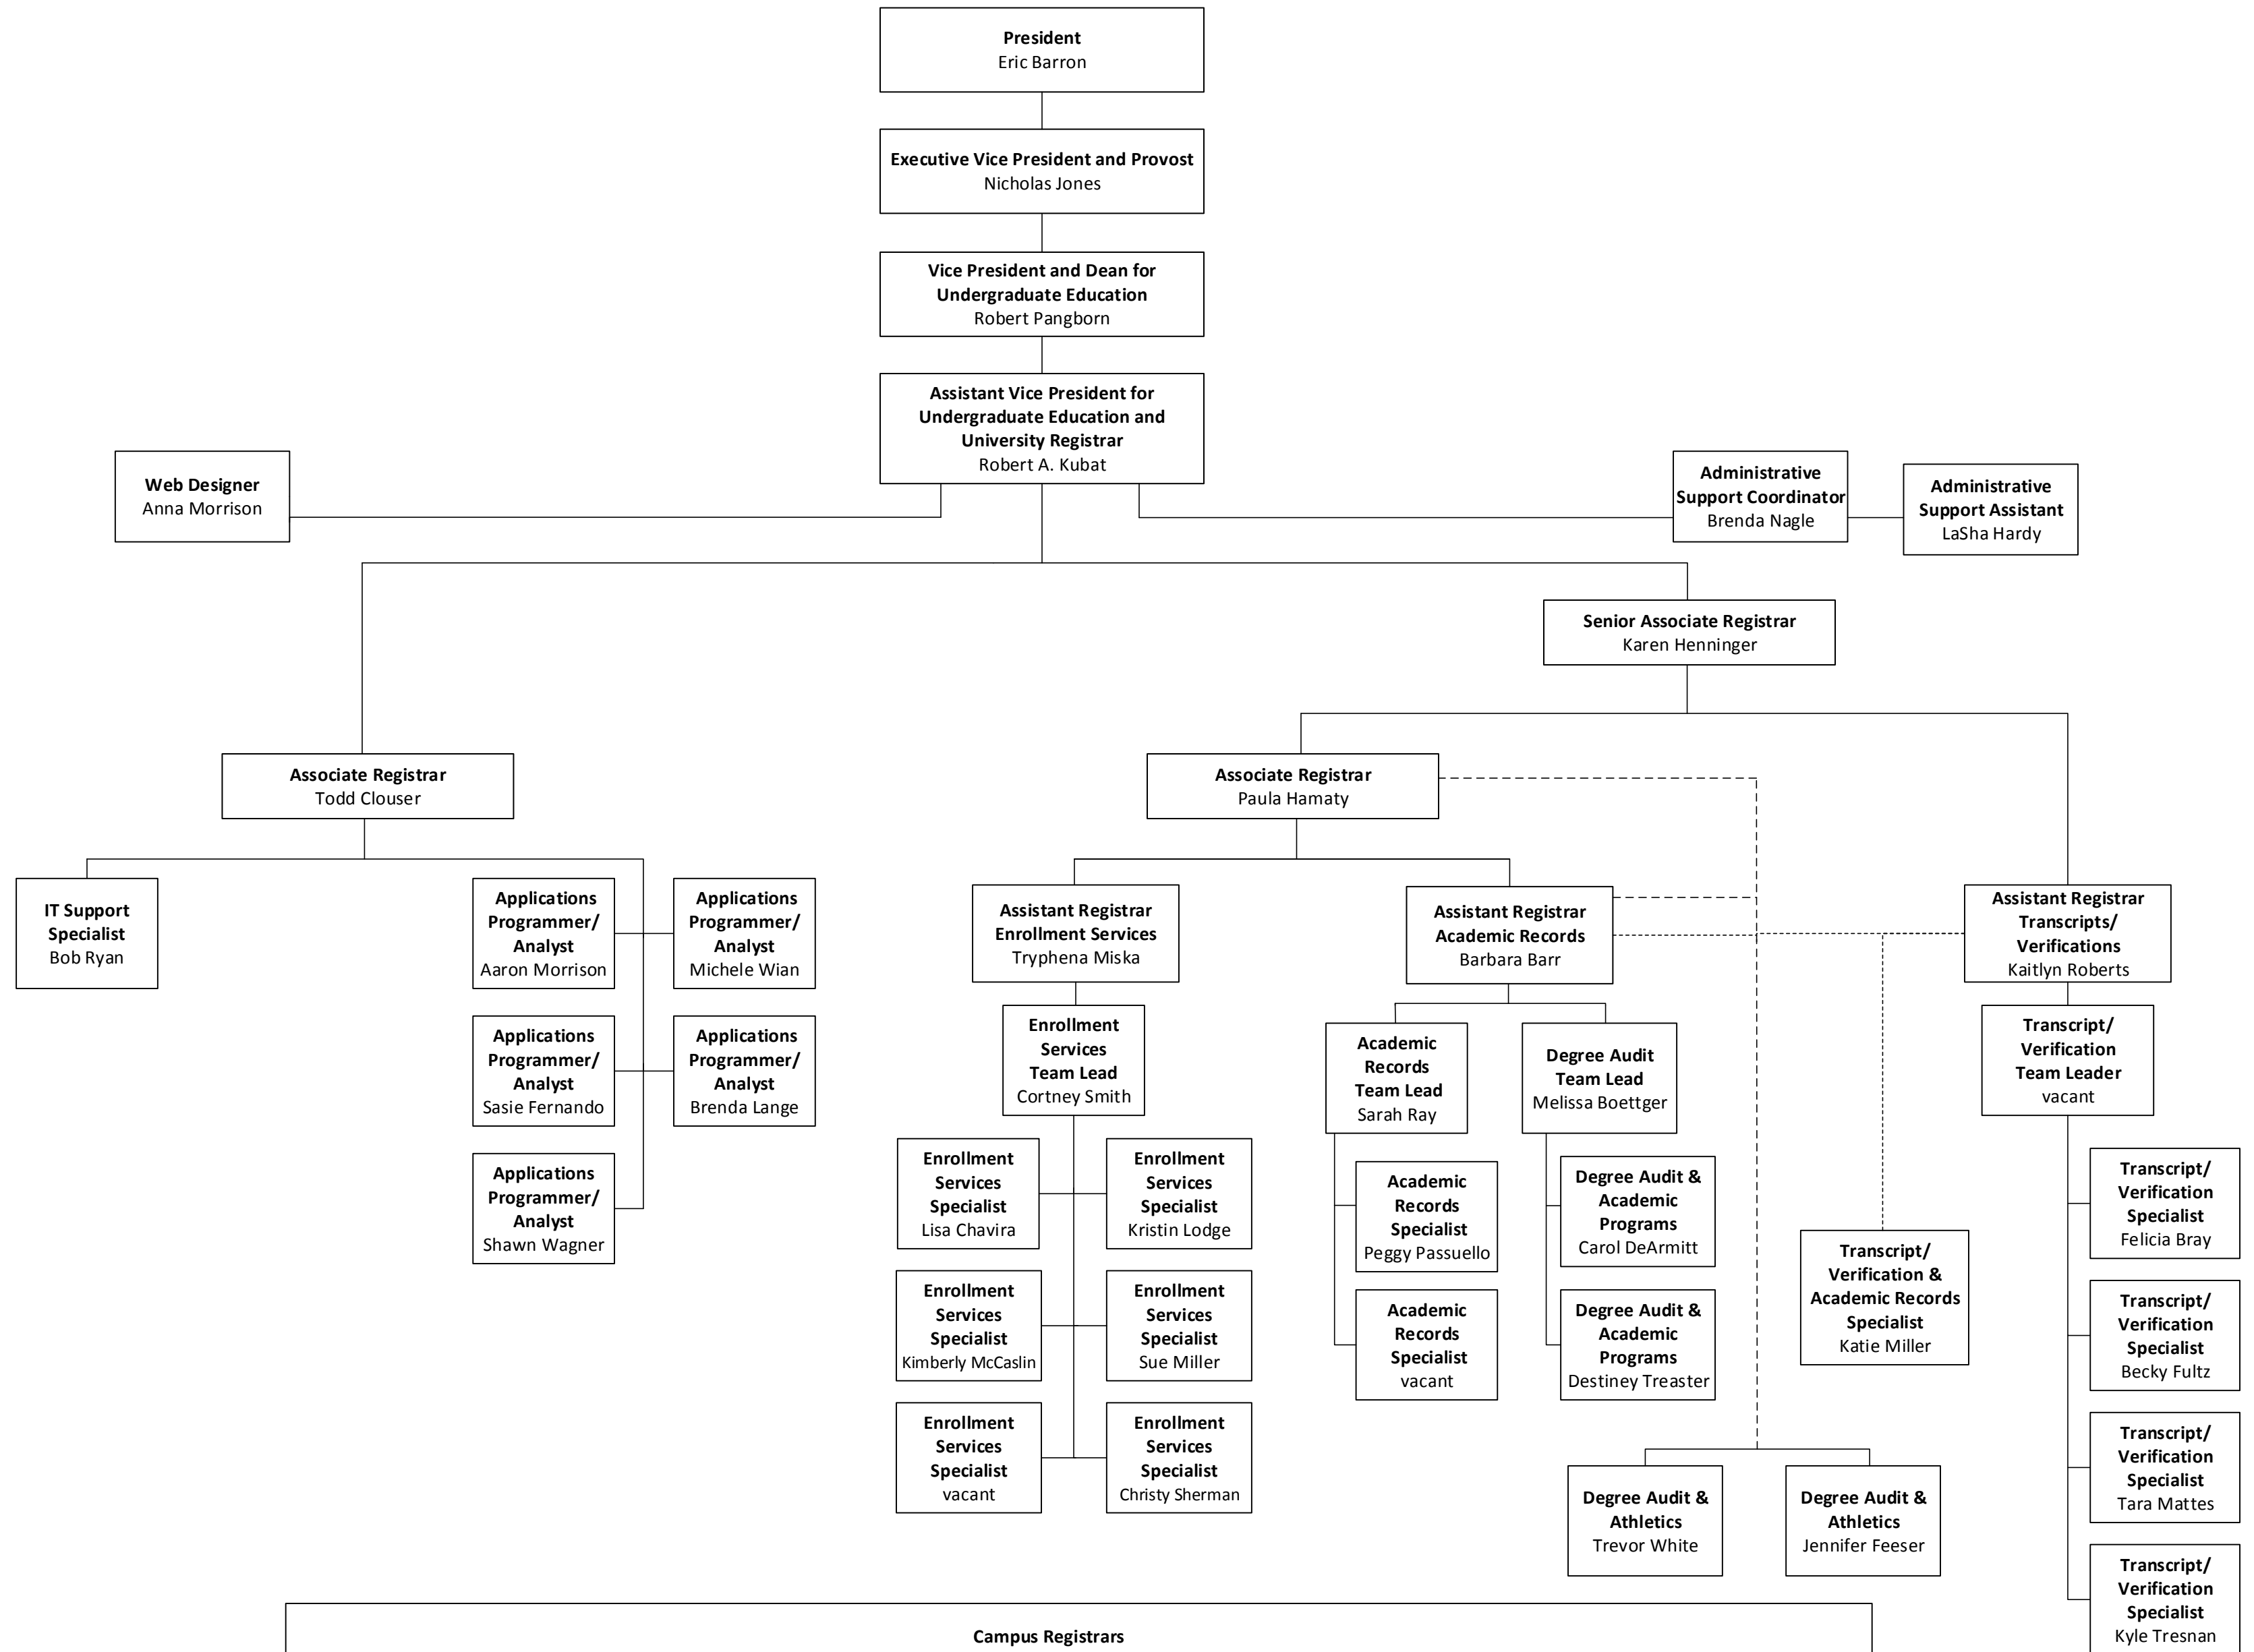 President
Eric Barron
Executive Vice President and Provost
Nicholas Jones
Vice President and Dean for
Undergraduate Education
Robert Pangborn
Assistant Vice President for
Undergraduate Education and
University Registrar
Robert A. Kubat
Web Designer
Anna Morrison
Administrative
Support Coordinator
Brenda Nagle
Administrative
Support Assistant
LaSha Hardy
Senior Associate Registrar
Karen Henninger
Associate Registrar
Todd Clouser
Associate Registrar
Paula Hamaty
IT Support
Specialist
Bob Ryan
Applications
Programmer/
Analyst
Aaron Morrison
Applications
Programmer/
Analyst
Michele Wian
Applications
Programmer/
Analyst
Sasie Fernando
Applications
Programmer/
Analyst
Brenda Lange
Applications
Programmer/
Analyst
Shawn Wagner
Assistant Registrar
Enrollment Services
Tryphena Miska
Enrollment
Services
Team Lead
Cortney Smith
Enrollment
Services
Specialist
Lisa Chavira
Enrollment
Services
Specialist
Kristin Lodge
Enrollment
Services
Specialist
Kimberly McCaslin
Enrollment
Services
Specialist
Sue Miller
Enrollment
Services
Specialist
vacant
Enrollment
Services
Specialist
Christy Sherman
Assistant Registrar
Academic Records
Barbara Barr
Academic
Records
Team Lead
Sarah Ray
Academic
Records
Specialist
Peggy Passuello
Academic
Records
Specialist
vacant
Degree Audit
Team Lead
Melissa Boettger
Degree Audit &
Academic
Programs
Carol DeArmitt
Degree Audit &
Academic
Programs
Destiney Treaster
Degree Audit &
Athletics
Trevor White
Degree Audit &
Athletics
Jennifer Feeser
Transcript/
Verification &
Academic Records
Specialist
Katie Miller
Assistant Registrar
Transcripts/
Verifications
Kaitlyn Roberts
Transcript/
Verification
Team Leader
vacant
Transcript/
Verification
Specialist
Felicia Bray
Transcript/
Verification
Specialist
Becky Fultz
Transcript/
Verification
Specialist
Tara Mattes
Transcript/
Verification
Specialist
Kyle Tresnan
Campus Registrars